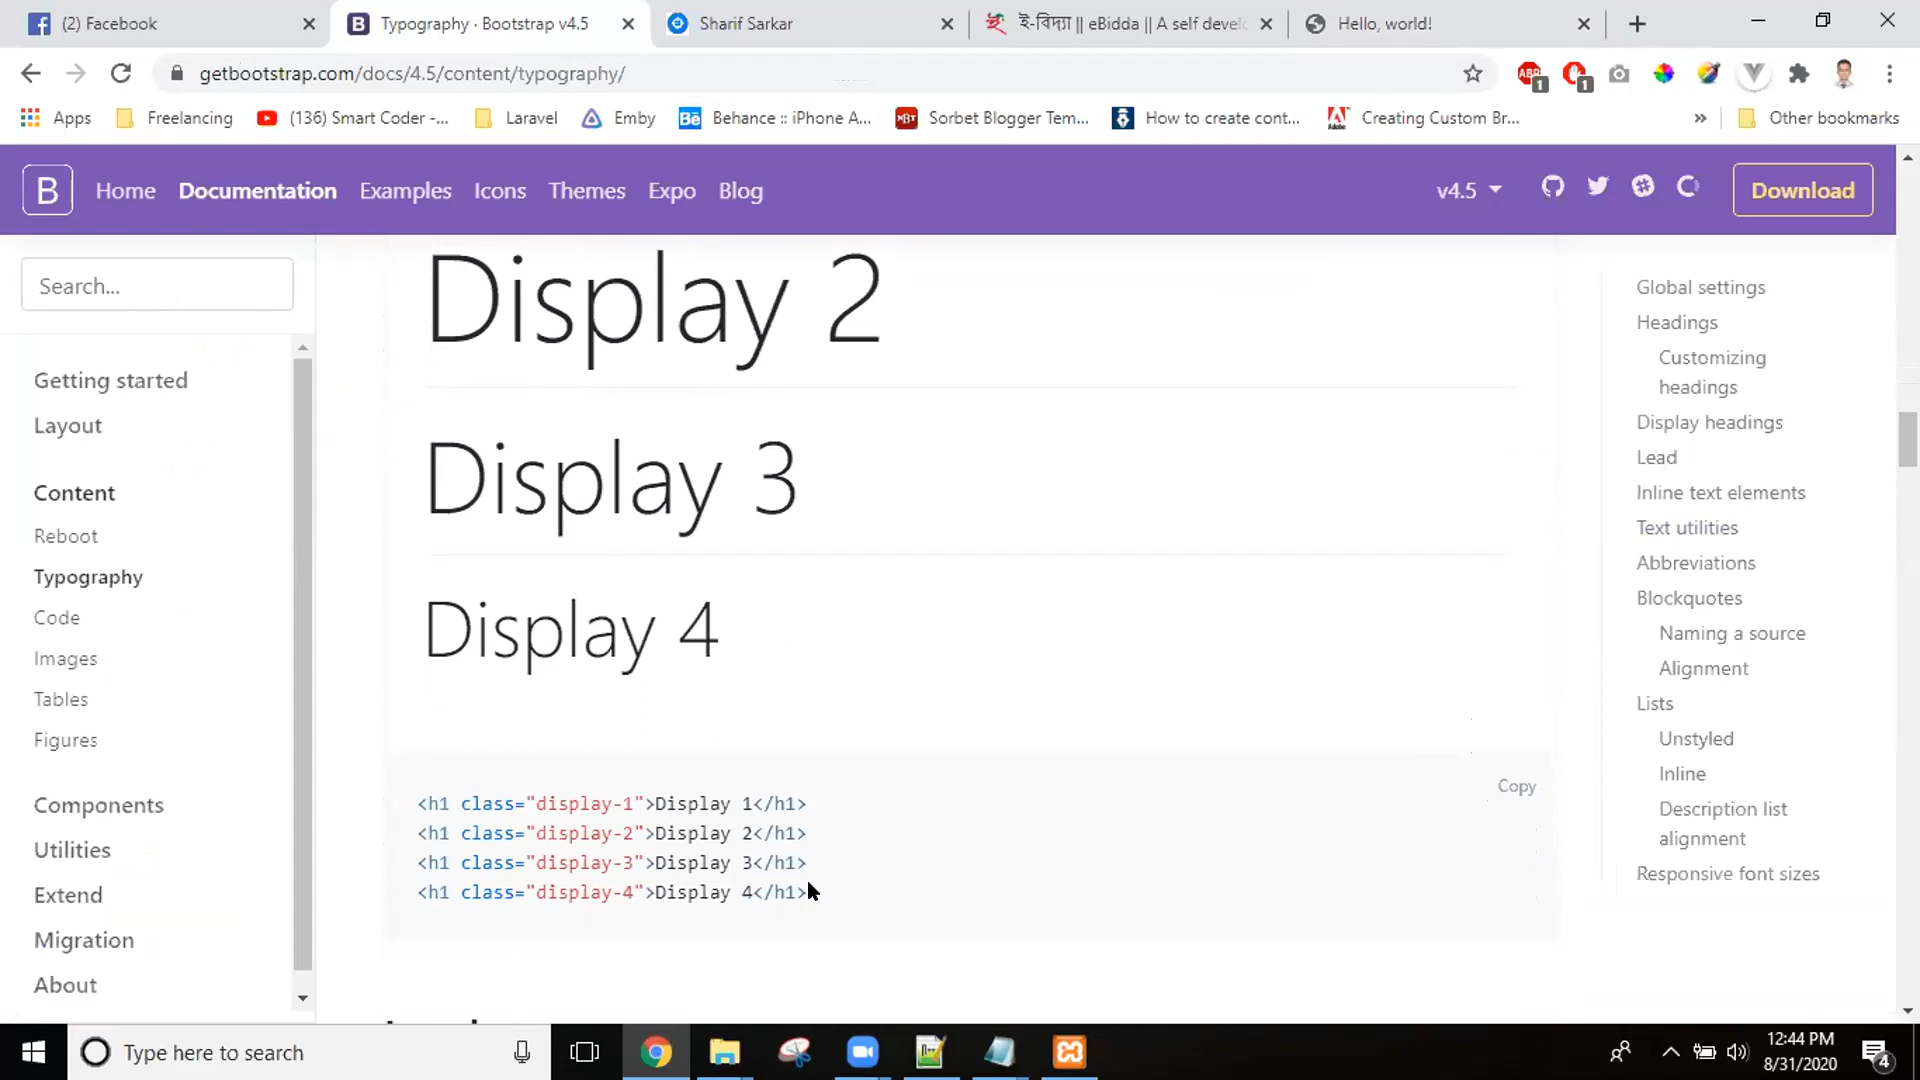 (2) Facebook
Typography · Bootstrap v4.5
Sharif Sarkar
ই-বিদ্যা || eBidda || A self develo
Hello, world!
getbootstrap.com/docs/4.5/content/typography/
ABP
1
1
Apps
Freelancing
(136) Smart Coder -...
Laravel
Emby
Behance :: iPhone A...
Sorbet Blogger Tem...
How to create cont...
Creating Custom Br...
»
Other bookmarks
B
Home
Documentation
Examples
Icons
Themes
Expo
Blog
v4.5
Download
Search...
Getting started
Layout
Content
Reboot
Typography
Code
Images
Tables
Figures
Components
Utilities
Extend
Migration
About
Display 2
Display 3
Display 4
Copy
<h1 class="display-1">Display 1</h1>
<h1 class="display-2">Display 2</h1>
<h1 class="display-3">Display 3</h1>
<h1 class="display-4">Display 4</h1>
Global settings
Headings
Customizing
headings
Display headings
Lead
Inline text elements
Text utilities
Abbreviations
Blockquotes
Naming a source
Alignment
Lists
Unstyled
Inline
Description list
alignment
Responsive font sizes
Type here to search
12:44 PM
8/31/2020
4